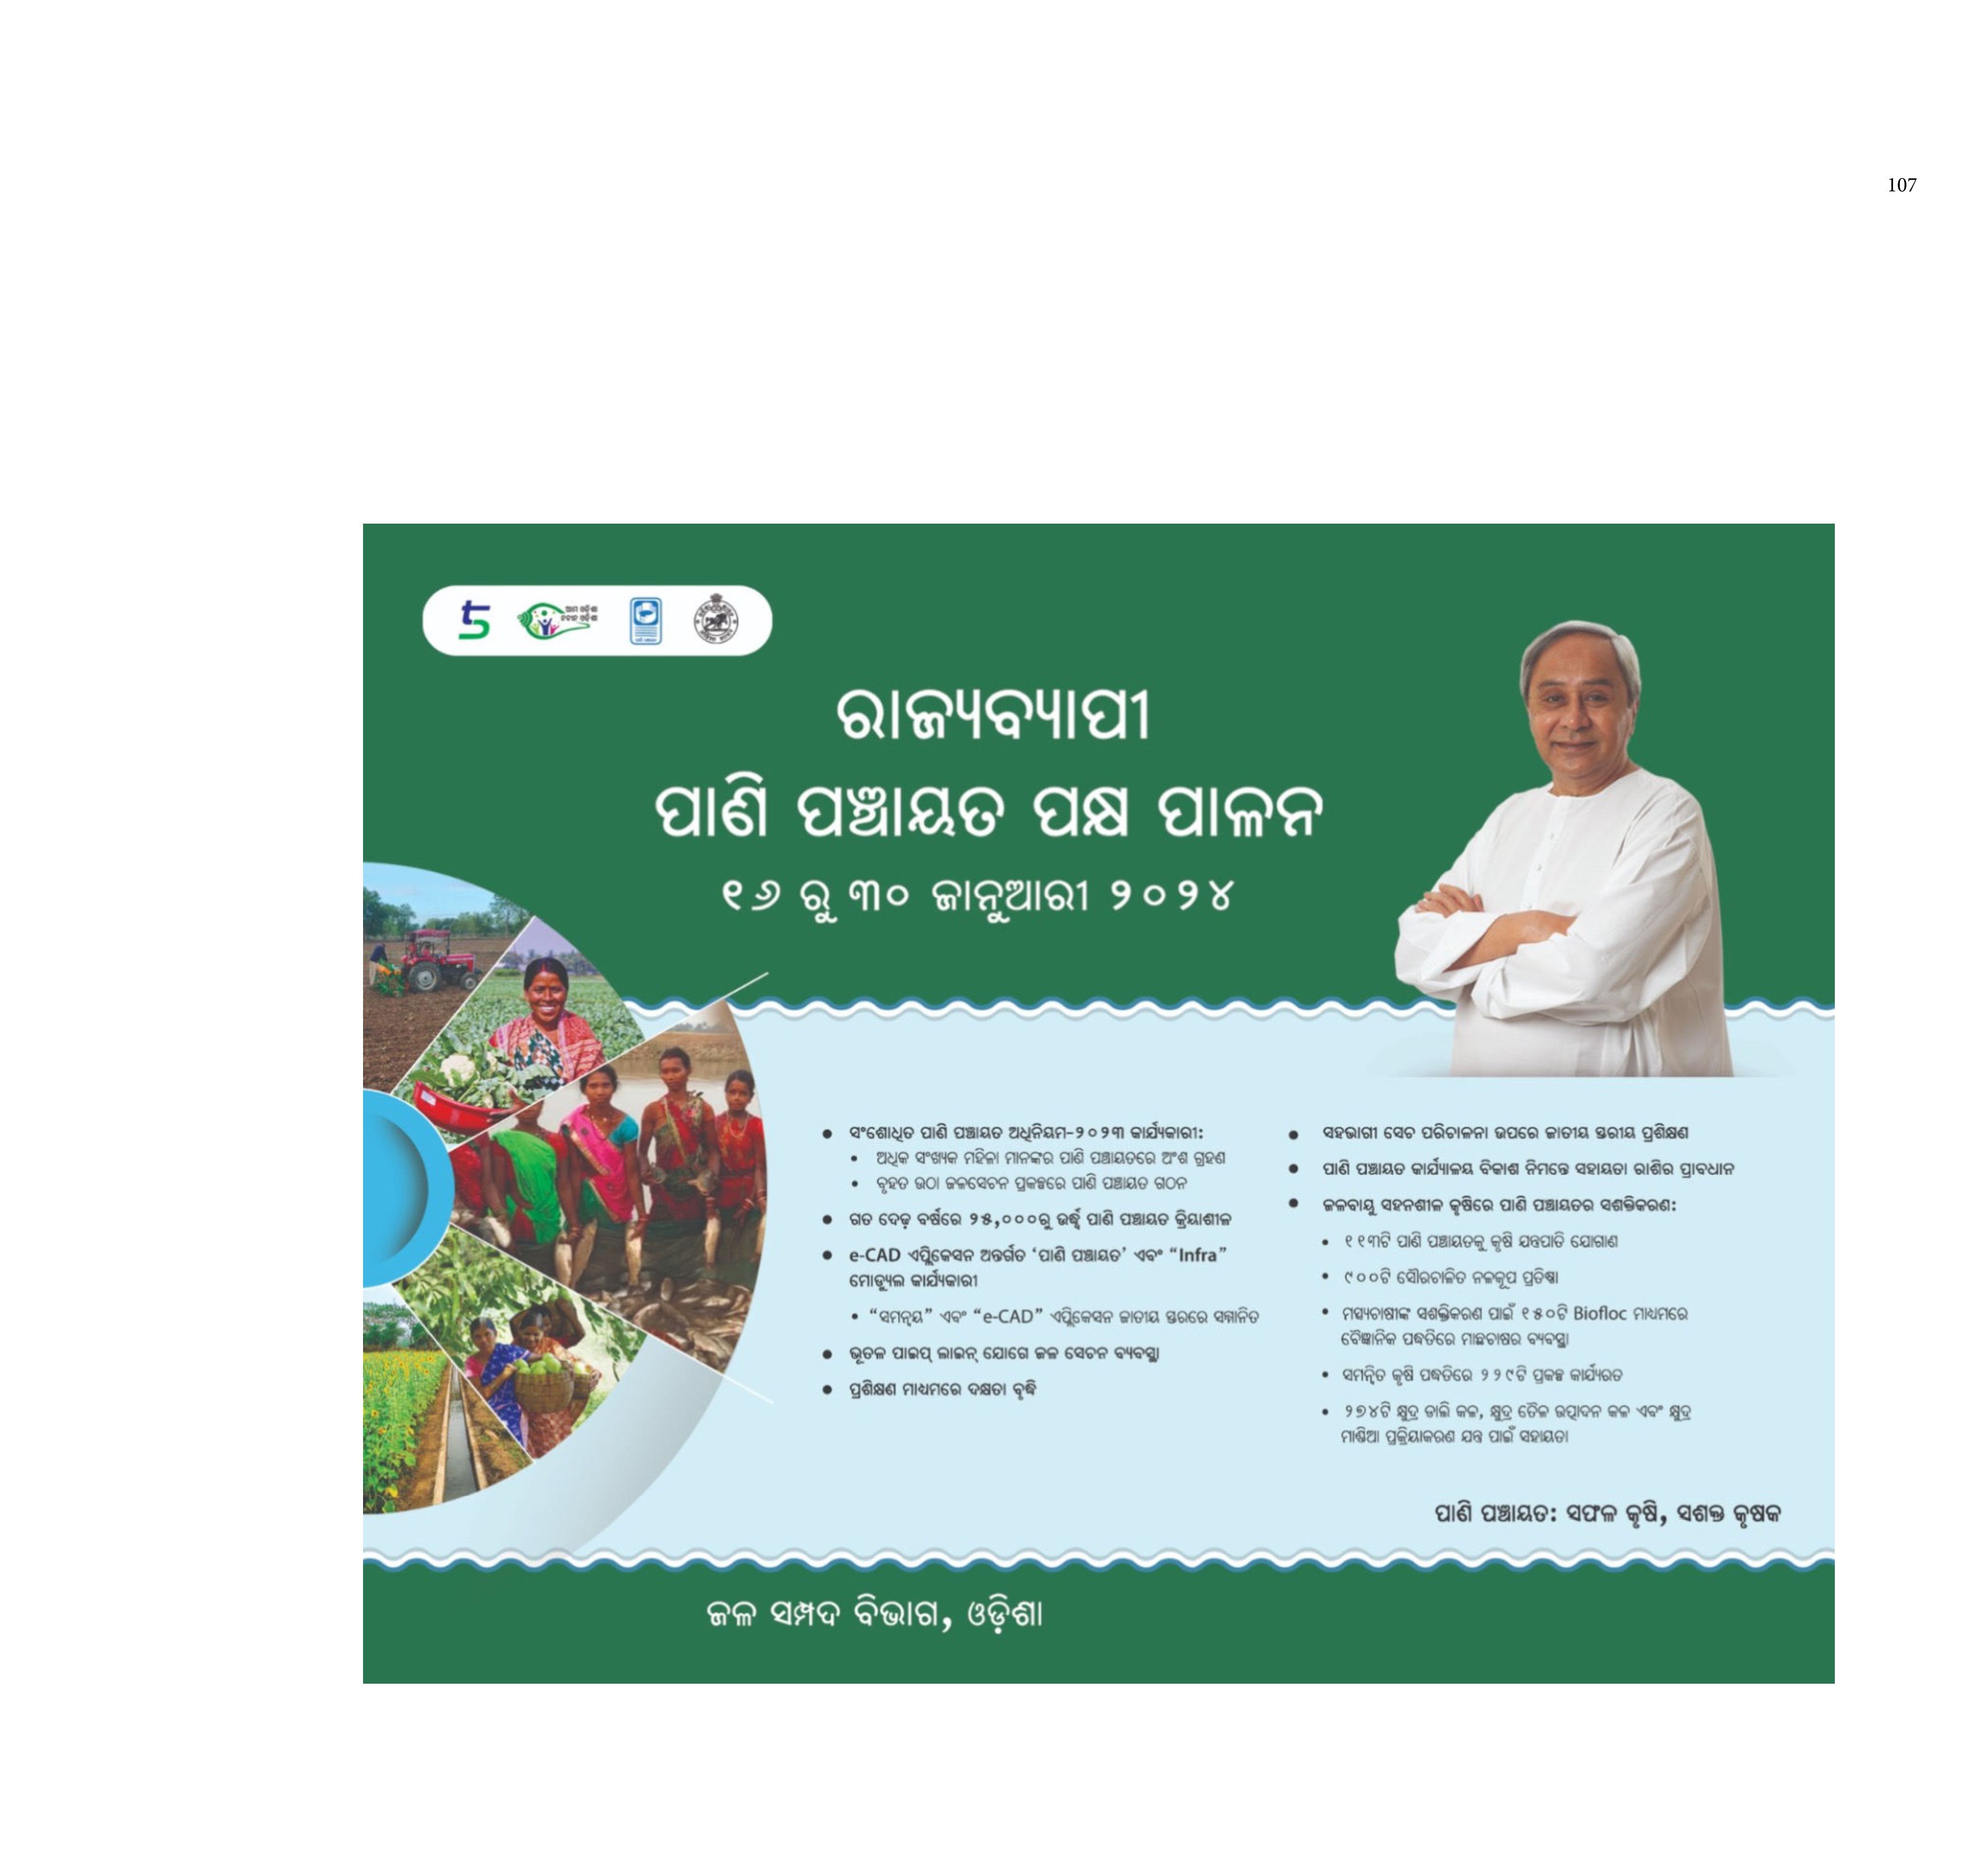 107
ଆମ ଓଡ଼ିଶା
ନବୀନ ଓଡ଼ିଶା
ରାଜ୍ୟବ୍ୟାପୀ
ପାଣି ପଞ୍ଚାୟତ ପକ୍ଷ ପାଳନ
୧୬ ରୁ ୩୦ ଜାନୁଆରୀ ୨୦୨୪
• ସଂଶୋଧିତ ପାଣି ପଞ୍ଚାୟତ ଅଧିନିୟମ-୨୦୨୩ କାର୍ଯ୍ୟକାରୀ:
• ଅଧିକ ସଂଖ୍ୟକ ମହିଳା ମାନଙ୍କର ପାଣି ପଞ୍ଚାୟତରେ ଅଂଶ ଗ୍ରହଣ
• ବୃହତ ଉଠା ଜଳସେଚନ ପ୍ରକଳ୍ପରେ ପାଣି ପଞ୍ଚାୟତ ଗଠନ
• ଗତ ଦେଢ଼ ବର୍ଷରେ ୨୫,୦୦୦ରୁ ଉର୍ଦ୍ଧ୍ୱ ପାଣି ପଞ୍ଚାୟତ କ୍ରିୟାଶୀଳ
• e-CAD ଏପ୍ଲିକେସନ ଅନ୍ତର୍ଗତ ‘ପାଣି ପଞ୍ଚାୟତ’ ଏବଂ “Infra”
ମୋଡ୍ୟୁଲ କାର୍ଯ୍ୟକାରୀ
• “ସମନ୍ୱୟ” ଏବଂ “e-CAD” ଏପ୍ଲିକେସନ ଜାତୀୟ ସ୍ତରରେ ସମ୍ମାନିତ
• ଭୂତଳ ପାଇପ୍ ଲାଇନ୍ ଯୋଗେ ଜଳ ସେଚନ ବ୍ୟବସ୍ଥା
• ପ୍ରଶିକ୍ଷଣ ମାଧ୍ୟମରେ ଦକ୍ଷତା ବୃଦ୍ଧି
• ସହଭାଗୀ ସେଚ ପରିଚାଳନା ଉପରେ ଜାତୀୟ ସ୍ତରୀୟ ପ୍ରଶିକ୍ଷଣ
• ପାଣି ପଞ୍ଚାୟତ କାର୍ଯ୍ୟାଳୟ ବିକାଶ ନିମନ୍ତେ ସହାୟତା ରାଶିର ପ୍ରାବଧାନ
• ଜଳବାୟୁ ସହନଶୀଳ କୃଷିରେ ପାଣି ପଞ୍ଚାୟତର ସଶକ୍ତିକରଣ:
• ୧୧୩ଟି ପାଣି ପଞ୍ଚାୟତକୁ କୃଷି ଯନ୍ତ୍ରପାତି ଯୋଗାଣ
• ୯୦୦ଟି ସୌରଚାଳିତ ନଳକୂପ ପ୍ରତିଷ୍ଠା
• ମତ୍ସ୍ୟଚାଷୀଙ୍କ ସଶକ୍ତିକରଣ ପାଇଁ ୧୫୦ଟି Biofloc ମାଧ୍ୟମରେ
ବୈଜ୍ଞାନିକ ପଦ୍ଧତିରେ ମାଛଚାଷର ବ୍ୟବସ୍ଥା
• ସମନ୍ୱିତ କୃଷି ପଦ୍ଧତିରେ ୨୨୯ଟି ପ୍ରକଳ୍ପ କାର୍ଯ୍ୟରତ
• ୨୭୪ଟି କ୍ଷୁଦ୍ର ଡାଲି କଳ, କ୍ଷୁଦ୍ର ତୈଳ ଉତ୍ପାଦନ କଳ ଏବଂ କ୍ଷୁଦ୍ର
ମାଣ୍ଡିଆ ପ୍ରକ୍ରିୟାକରଣ ଯନ୍ତ୍ର ପାଇଁ ସହାୟତା
ପାଣି ପଞ୍ଚାୟତ: ସଫଳ କୃଷି, ସଶକ୍ତ କୃଷକ
ଜଳ ସମ୍ପଦ ବିଭାଗ, ଓଡ଼ିଶା